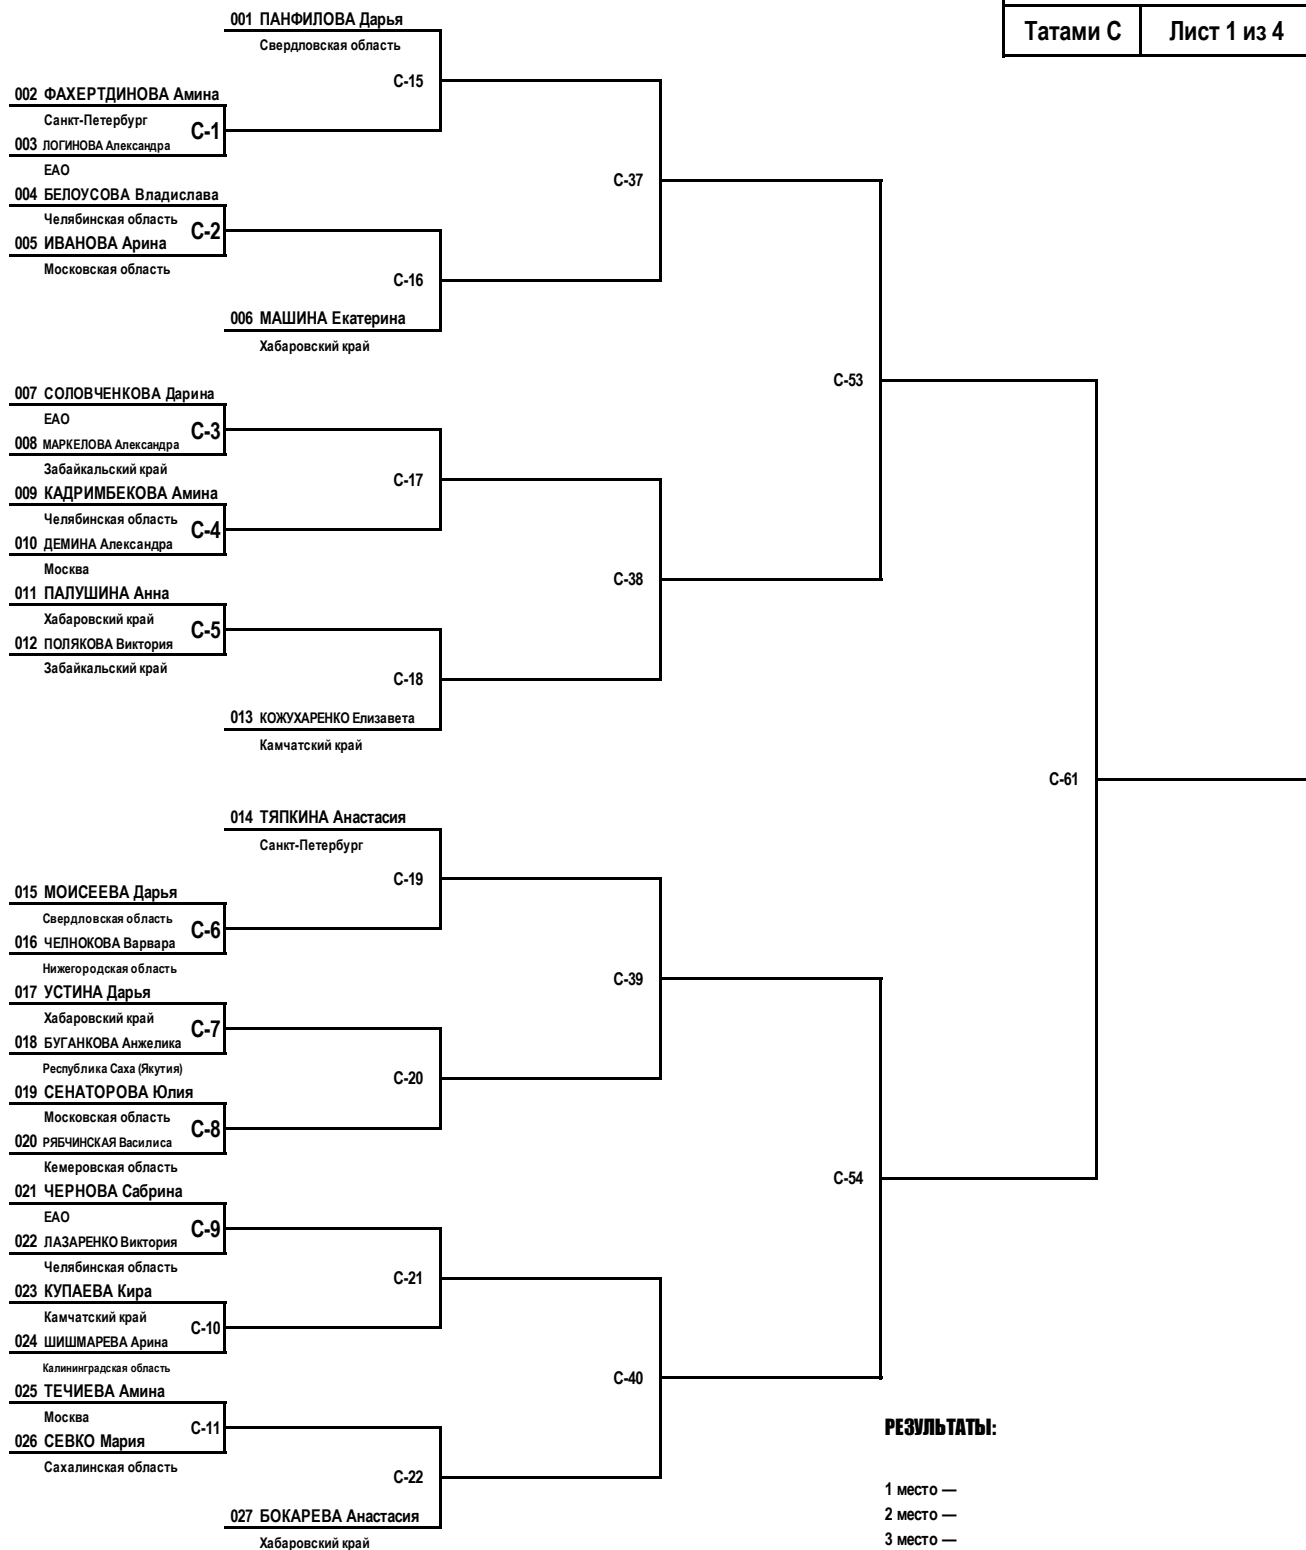 Татами С Лист 1 из 4
001 ПАНФИЛОВА Дарья
Свердловская область
С-15
002 ФАХЕРТДИНОВА Амина
Санкт-Петербург
С-1
003 ЛОГИНОВА Александра
ЕАО
С-37
004 БЕЛОУСОВА Владислава
Челябинская область
С-2
005 ИВАНОВА Арина
Московская область
С-16
006 МАШИНА Екатерина
Хабаровский край
С-53
007 СОЛОВЧЕНКОВА Дарина
ЕАО
С-3
008 МАРКЕЛОВА Александра
Забайкальский край
С-17
009 КАДРИМБЕКОВА Амина
Челябинская область
С-4
010 ДЕМИНА Александра
Москва
С-38
011 ПАЛУШИНА Анна
Хабаровский край
С-5
012 ПОЛЯКОВА Виктория
Забайкальский край
С-18
013 КОЖУХАРЕНКО Елизавета
Камчатский край
С-61
014 ТЯПКИНА Анастасия
Санкт-Петербург
С-19
015 МОИСЕЕВА Дарья
Свердловская область
С-6
016 ЧЕЛНОКОВА Варвара
Нижегородская область
С-39
017 УСТИНА Дарья
Хабаровский край
С-7
018 БУГАНКОВА Анжелика
Республика Саха (Якутия)
С-20
019 СЕНАТОРОВА Юлия
Московская область
С-8
020 РЯБЧИНСКАЯ Василиса
Кемеровская область
С-54
021 ЧЕРНОВА Сабрина
ЕАО
С-9
022 ЛАЗАРЕНКО Виктория
Челябинская область
С-21
023 КУПАЕВА Кира
Камчатский край
С-10
024 ШИШМАРЕВА Арина
Калининградская область
С-40
025 ТЕЧИЕВА Амина
Москва
С-11
026 СЕВКО Мария
Сахалинская область
С-22
027 БОКАРЕВА Анастасия
Хабаровский край
РЕЗУЛЬТАТЫ:
1 место —
2 место —
3 место —